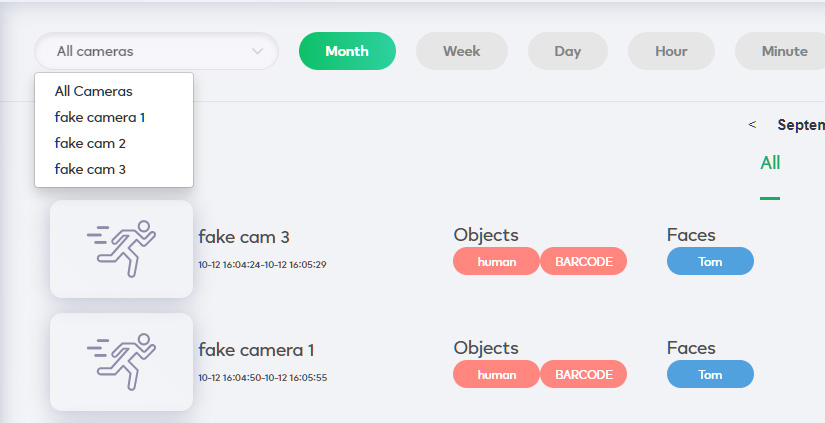 All cameras
Month Week Day Hour Minute
All Cameras
fake camera 1
fake cam 2
fake cam 3
< Septem
All
fake cam 3
10-12 16:04:24-10-12 16:05:29
Objects
human BARCODE
Faces
Tom
fake camera 1
10-12 16:04:50-10-12 16:05:55
Objects
human BARCODE
Faces
Tom